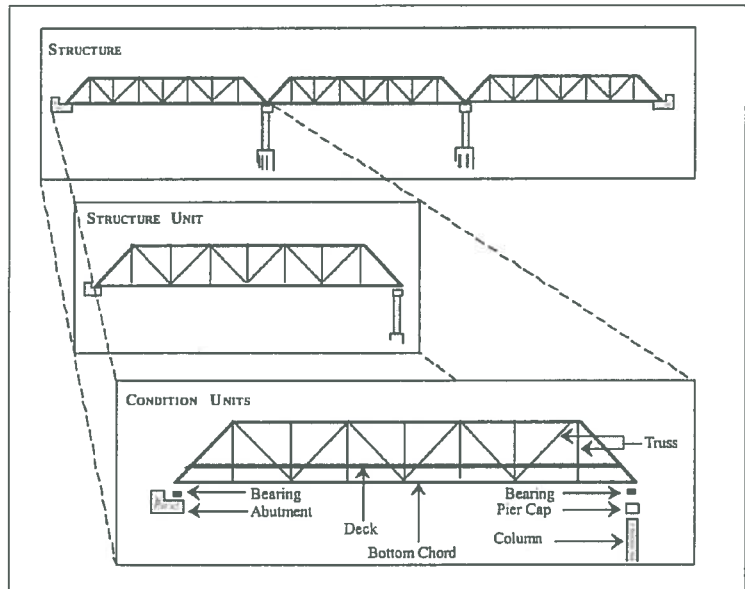 STRUCTURE
STRUCTURE UNIT
CONDITION UNITS
Truss
Bearing
Bearing
Abutment
Pier Cap
Deck
Column
Bottom Chord